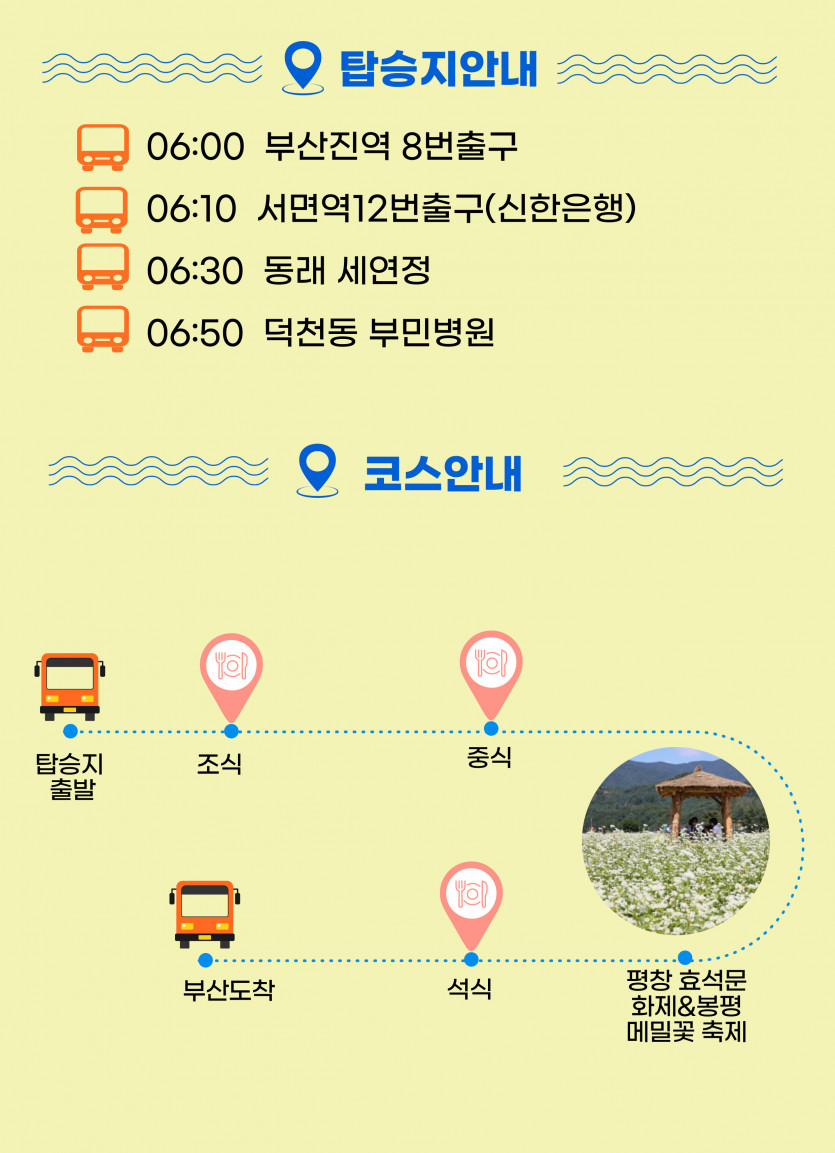 탑승지안내
06:00 부산진역 8번출구
06:10 서면역12번출구(신한은행)
06:30 동래 세연정
06:50 덕천동 부민병원
코스안내
탑승지
출발
조식
중식
평창 효석문
화제&봉평
메밀꽃 축제
석식
부산도착